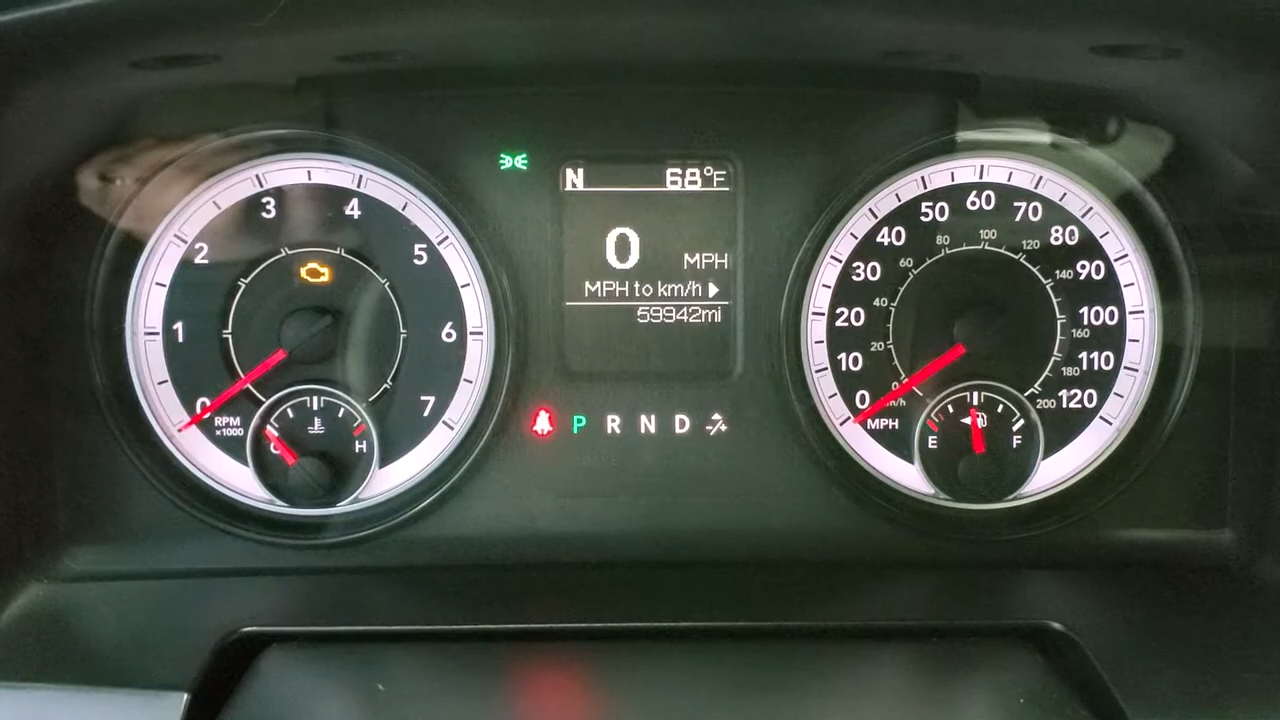 N 68°F
0 MPH
MPH to km/h
59942mi
P R N D
0 1 2 3 4 5 6 7
RPM
×1000
C H
0 10 20 30 40 50 60 70 80 90 100 110 120
MPH
20 40 60 80 100 120 140 160 180 200
E F